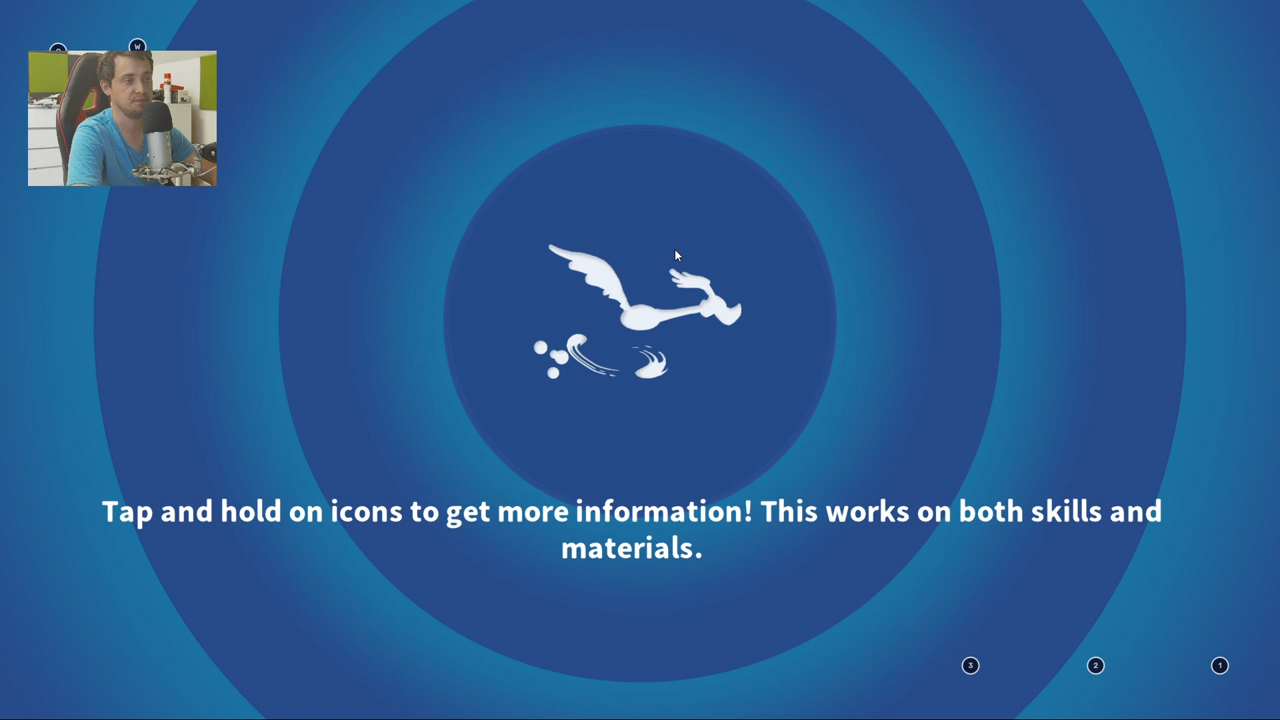 W
Tap and hold on icons to get more information! This works on both skills and
materials.
3 2 1